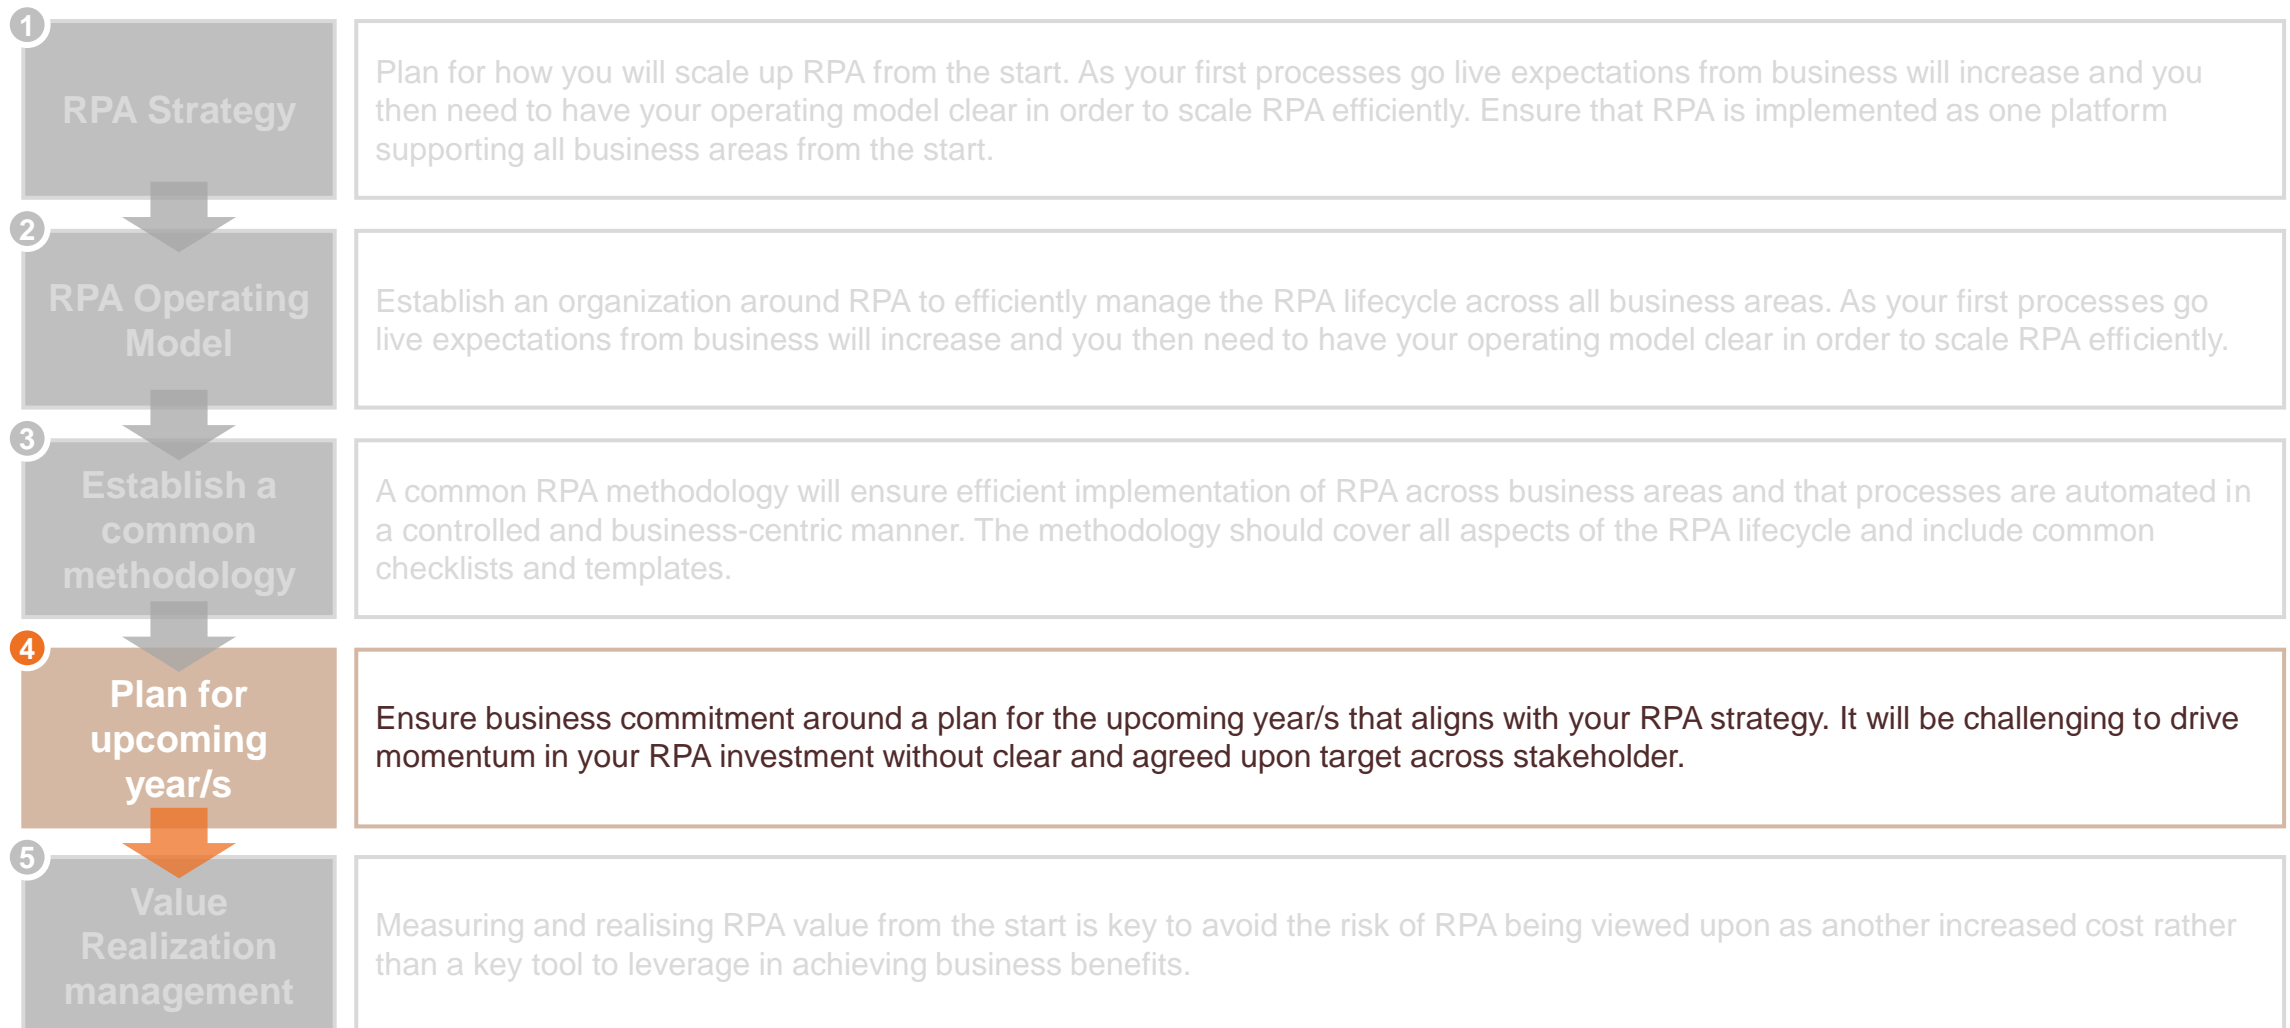 1
RPA Strategy
Plan for how you will scale up RPA from the start. As your first processes go live expectations from business will increase and you
then need to have your operating model clear in order to scale RPA efficiently. Ensure that RPA is implemented as one platform
supporting all business areas from the start.
2
RPA Operating
Model
Establish an organization around RPA to efficiently manage the RPA lifecycle across all business areas. As your first processes go
live expectations from business will increase and you then need to have your operating model clear in order to scale RPA efficiently.
3
Establish a
common
methodology
A common RPA methodology will ensure efficient implementation of RPA across business areas and that processes are automated in
a controlled and business-centric manner. The methodology should cover all aspects of the RPA lifecycle and include common
checklists and templates.
4
Plan for
upcoming
year/s
Ensure business commitment around a plan for the upcoming year/s that aligns with your RPA strategy. It will be challenging to drive
momentum in your RPA investment without clear and agreed upon target across stakeholder.
5
Value
Realization
management
Measuring and realising RPA value from the start is key to avoid the risk of RPA being viewed upon as another increased cost rather
than a key tool to leverage in achieving business benefits.